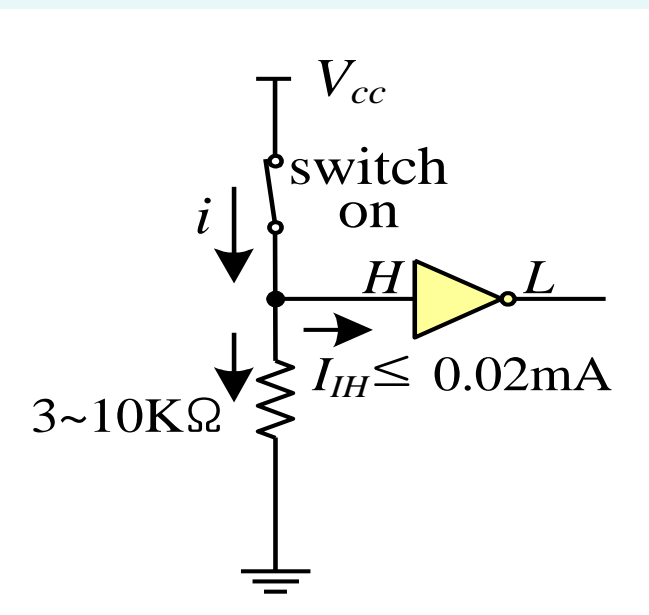 Vcc
switch
on
i
H
L
IIH≤ 0.02mA
3~10KΩ